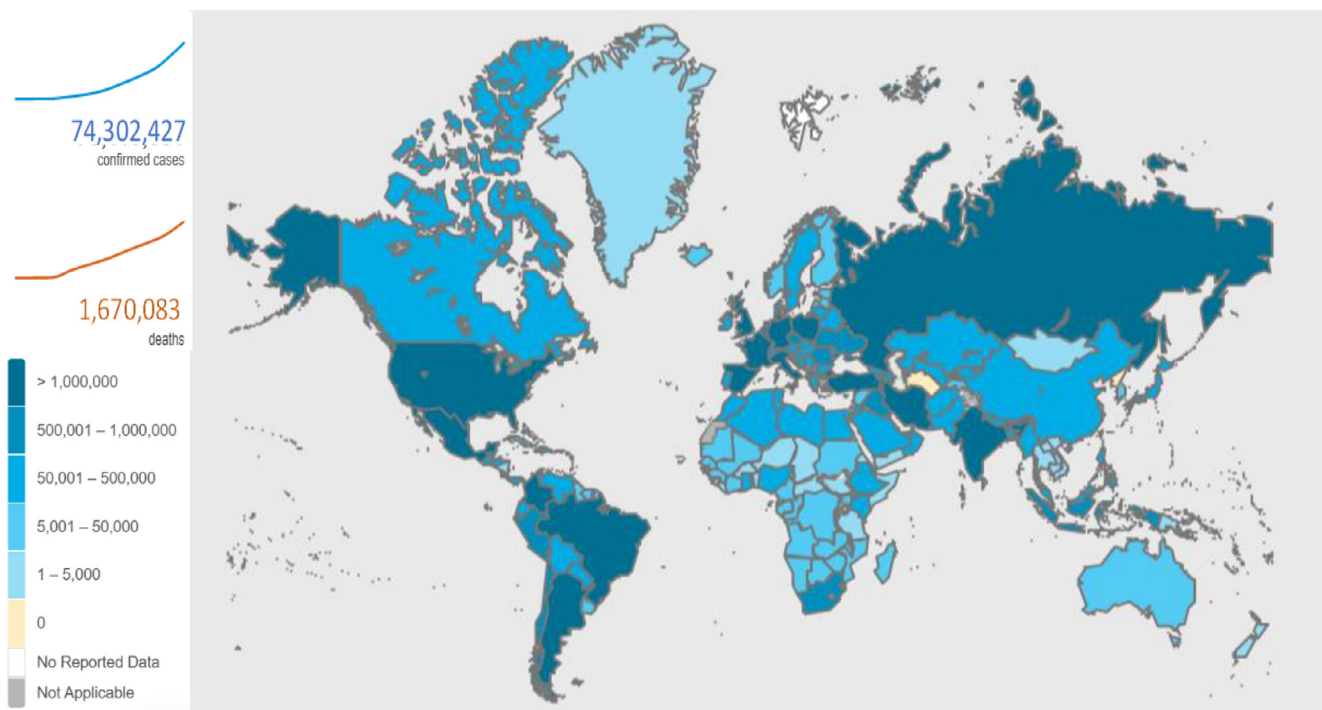 74,302,427
confirmed cases
1,670,083
deaths
> 1,000,000
500,001 – 1,000,000
50,001 – 500,000
5,001 – 50,000
1 – 5,000
0
No Reported Data
Not Applicable